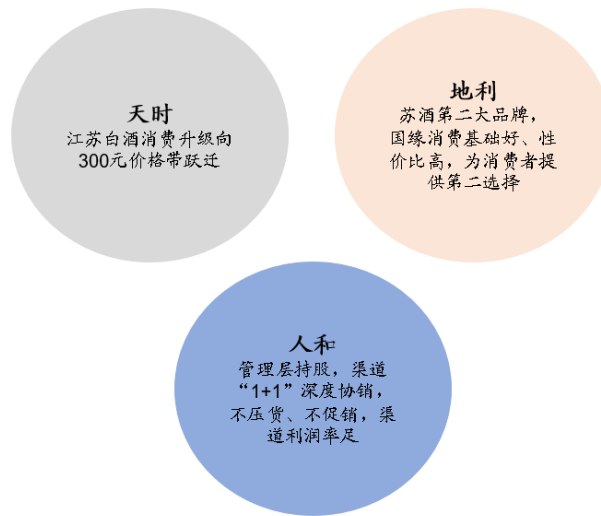 天时
江苏白酒消费升级向
300元价格带跃迁
地利
苏酒第二大品牌，
国缘消费基础好、性
价比高，为消费者提
供第二选择
人和
管理层持股，渠道
“1+1”深度协销，
不压货、不促销，渠
道利润率足